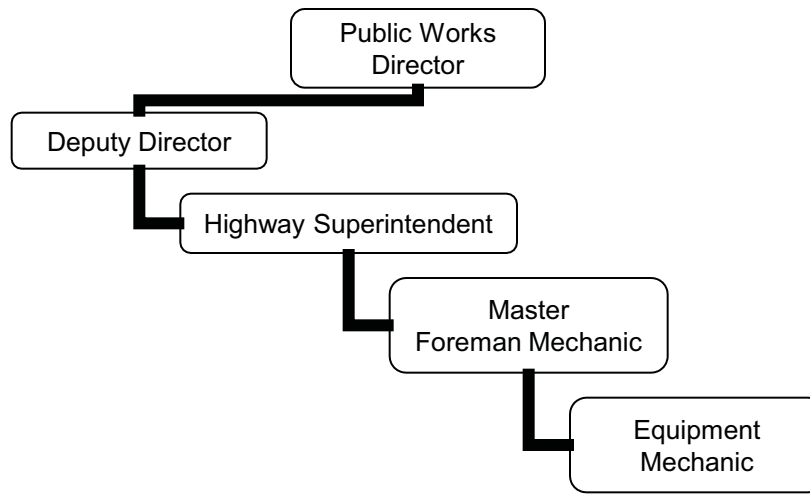 Public Works
Director
Deputy Director
Highway Superintendent
Master
Foreman Mechanic
Equipment
Mechanic